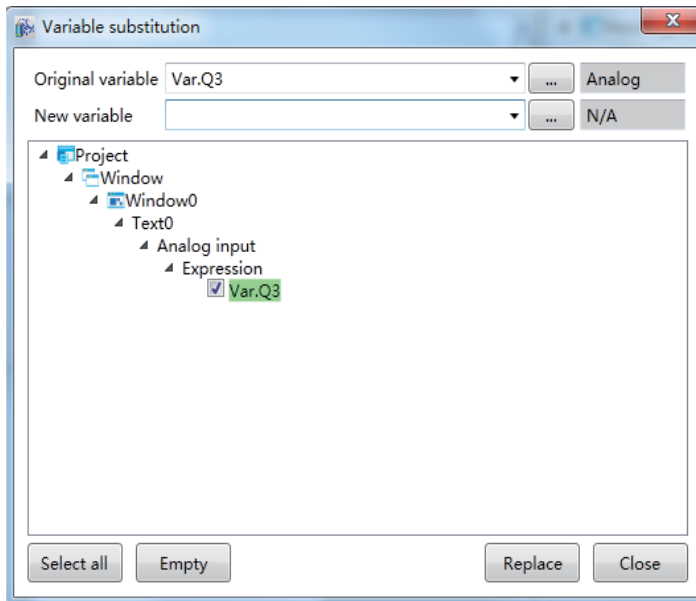 Variable substitution
Original variable Var.Q3 ... Analog
New variable ... N/A
Project
Window
Window0
Text0
Analog input
Expression
Var.Q3
Select all Empty Replace Close